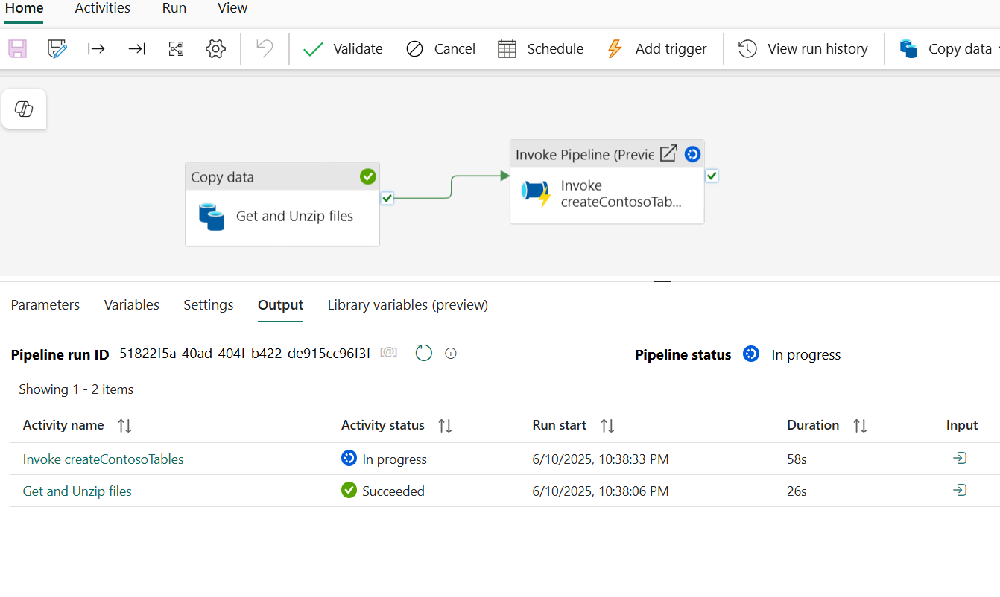 Home Activities Run View
Validate Cancel Schedule Add trigger View run history Copy data
Invoke Pipeline (Previe
Copy data
Invoke
createContosoTab...
Get and Unzip files
Parameters Variables Settings Output Library variables (preview)
Pipeline run ID 51822f5a-40ad-404f-b422-de915cc96f3f [@] Pipeline status In progress
Showing 1 - 2 items
Activity name Activity status Run start Duration Input
Invoke createContosoTables In progress 6/10/2025, 10:38:33 PM 58s
Get and Unzip files Succeeded 6/10/2025, 10:38:06 PM 26s